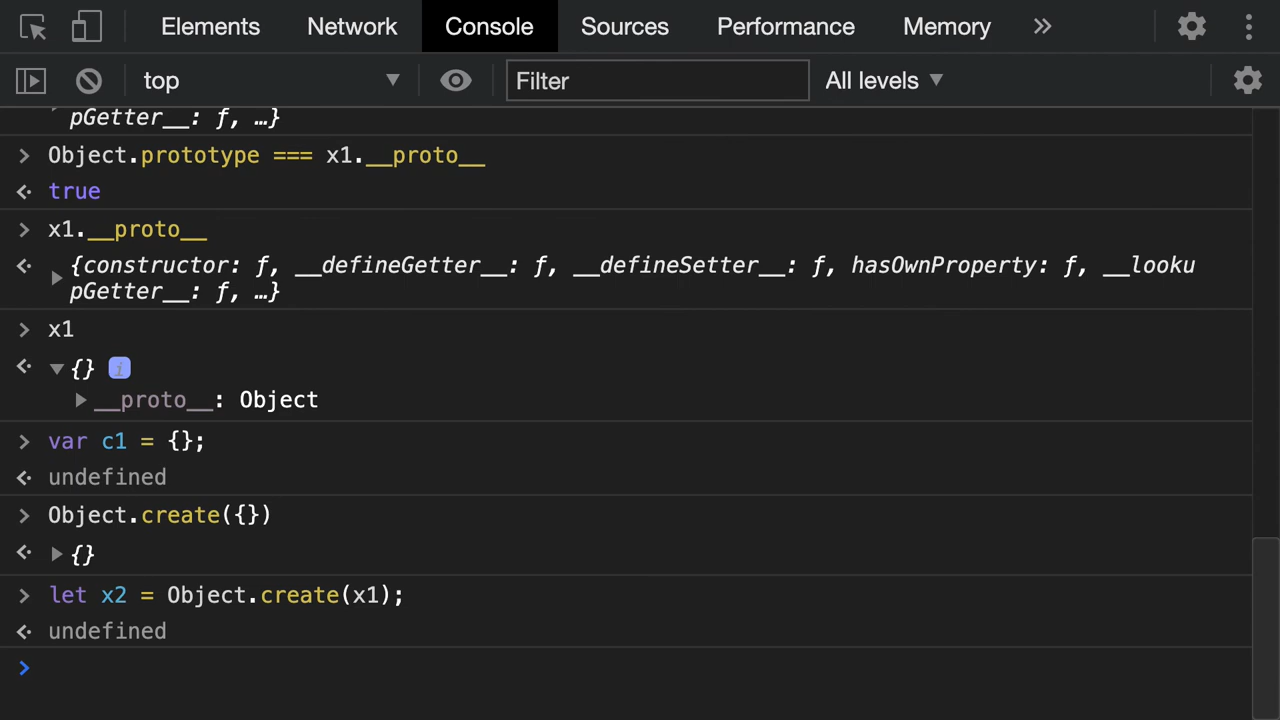 Elements Network Console Sources Performance Memory »
top ▼ Filter All levels ▼
pGetter__: ƒ, …}
> Object.prototype === x1.__proto__
true
> x1.__proto__
{constructor: ƒ, __defineGetter__: ƒ, __defineSetter__: ƒ, hasOwnProperty: ƒ, __looku
pGetter__: ƒ, …}
> x1
▼ {} i
▶ __proto__: Object
> var c1 = {};
undefined
> Object.create({})
▶ {}
> let x2 = Object.create(x1);
undefined
>